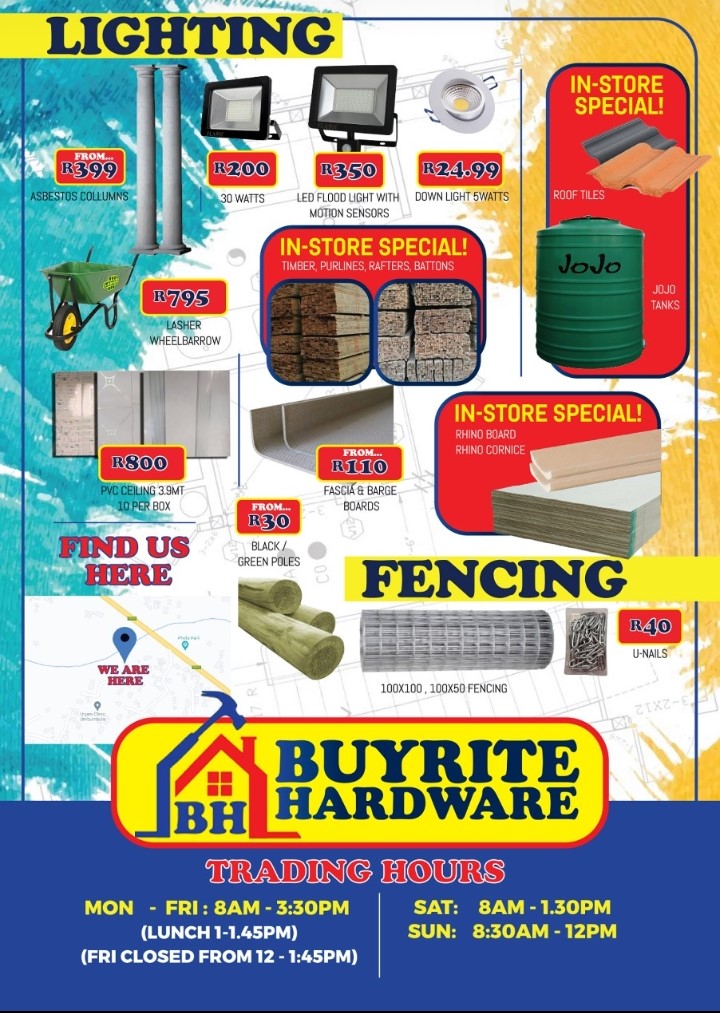 LIGHTING
FROM...
R399
ASBESTOS COLLUMNS
R200
30 WATTS
R350
LED FLOOD LIGHT WITH
MOTION SENSORS
R24.99
DOWN LIGHT 5WATTS
IN-STORE
SPECIAL!
ROOF TILES
JoJo
JOJO
TANKS
R795
LASHER
WHEELBARROW
IN-STORE SPECIAL!
TIMBER, PURLINES, RAFTERS, BATTONS
R800
PVC CEILING 3.9MT
10 PER BOX
FROM...
R110
FASCIA & BARGE
BOARDS
IN-STORE SPECIAL!
RHINO BOARD
RHINO CORNICE
FROM...
R30
BLACK /
GREEN POLES
FIND US
HERE
WE ARE
HERE
FENCING
100X100 , 100X50 FENCING
R40
U-NAILS
BH
BUYRITE
HARDWARE
TRADING HOURS
MON - FRI : 8AM - 3:30PM
(LUNCH 1-1.45PM)
(FRI CLOSED FROM 12 - 1:45PM)
SAT: 8AM - 1.30PM
SUN: 8:30AM - 12PM